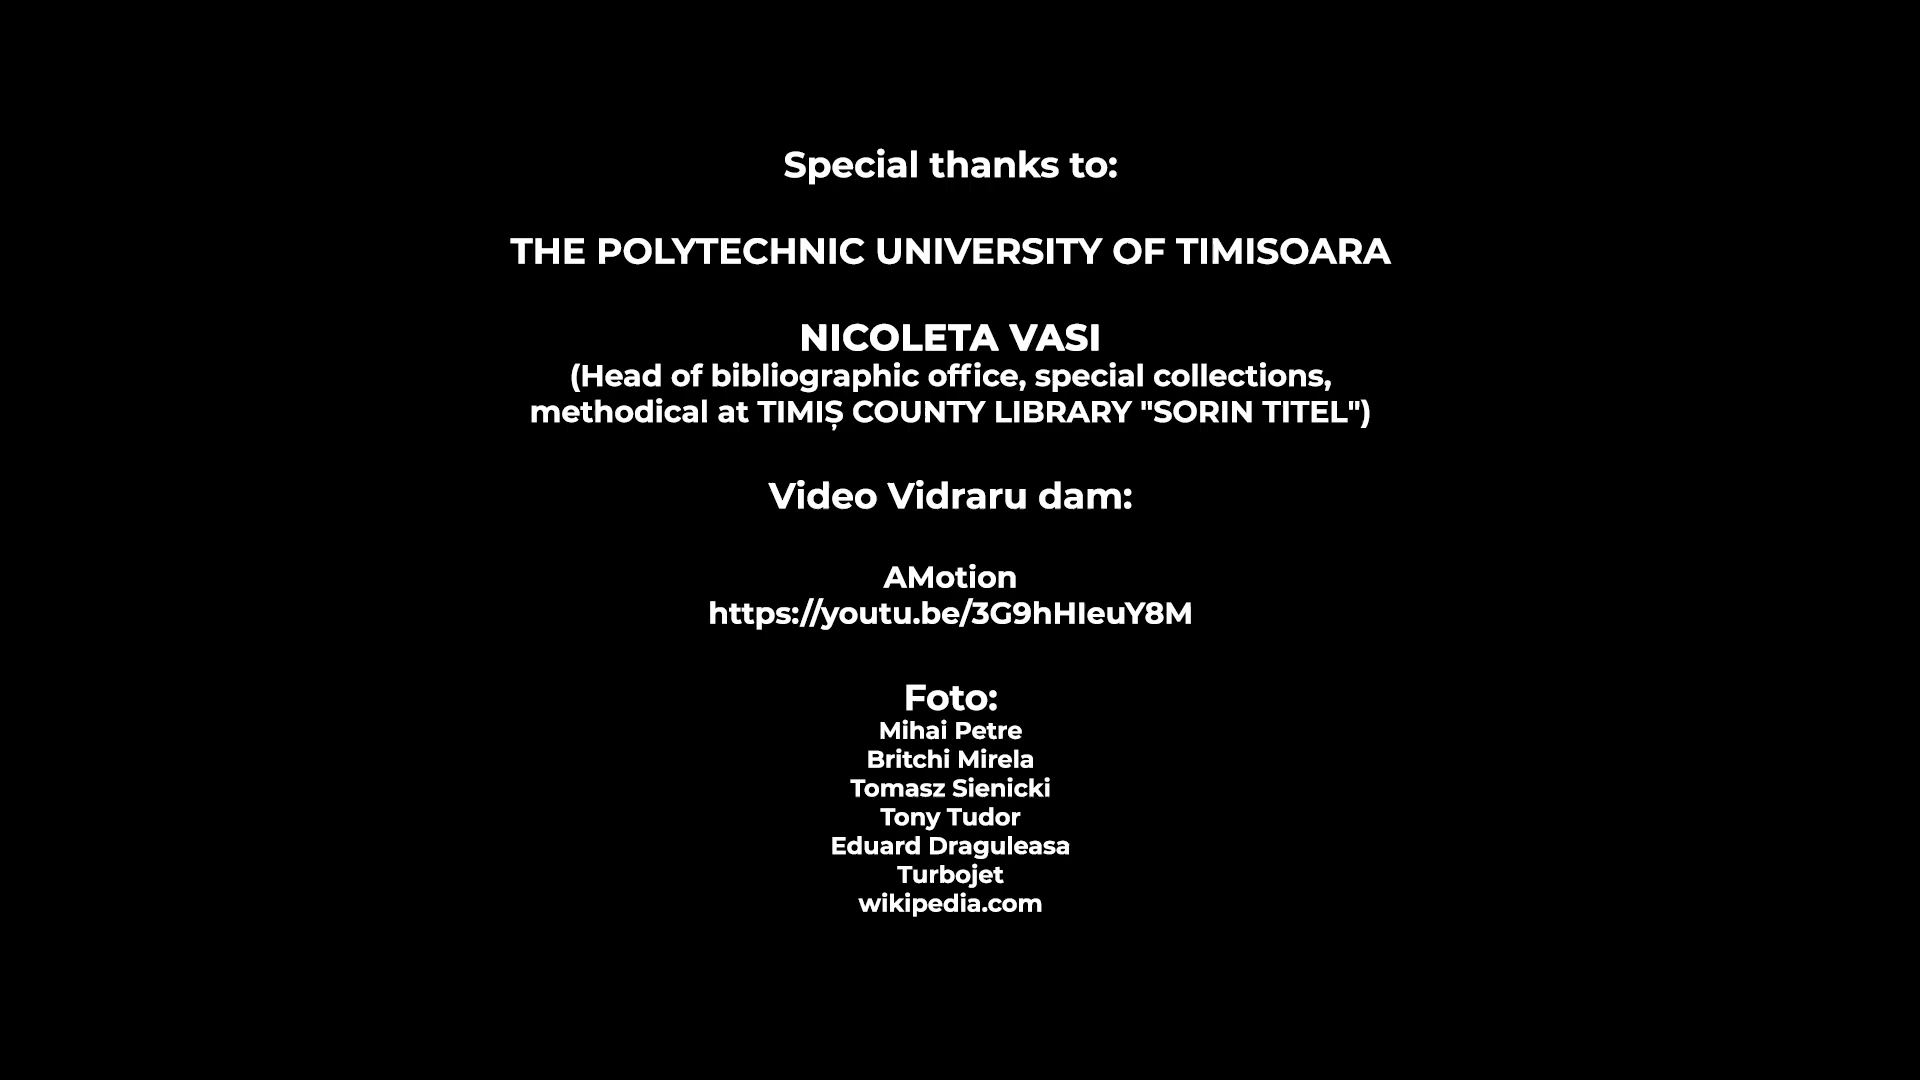 Special thanks to:
THE POLYTECHNIC UNIVERSITY OF TIMISOARA
NICOLETA VASI
(Head of bibliographic office, special collections,
methodical at TIMIȘ COUNTY LIBRARY "SORIN TITEL")
Video Vidraru dam:
AMotion
https://youtu.be/3G9hHIeuY8M
Foto:
Mihai Petre
Britchi Mirela
Tomasz Sienicki
Tony Tudor
Eduard Draguleasa
Turbojet
wikipedia.com